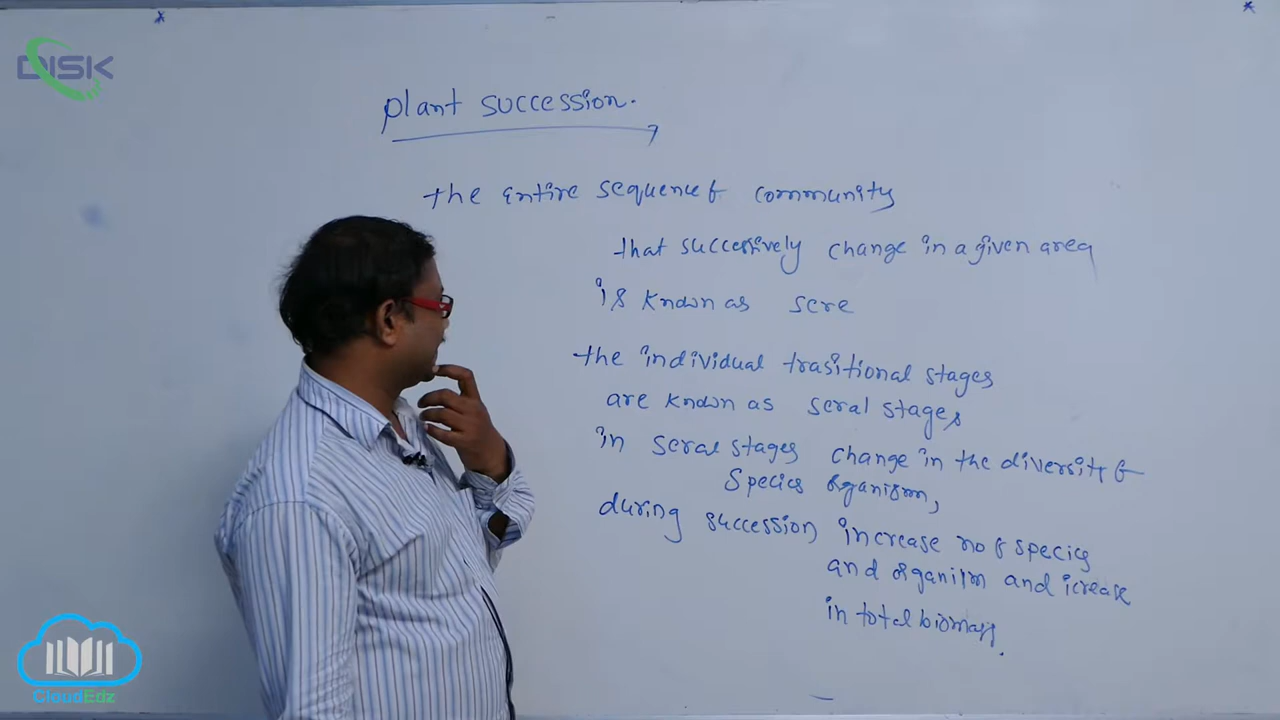 DISK
plant succession.
the entire sequence of community
that successively change in a given area
is known as sere
the individual trasitional stages
are known as seral stages
in seral stages change in the diversity of
species organism,
during succession increase no of species
and organism and icrease
in total biomass.
CloudEdz